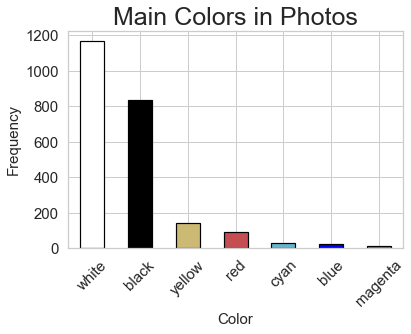 Main Colors in Photos
1200
1000
800
600
400
200
0
Frequency
white
black
yellow
red
cyan
blue
magenta
Color